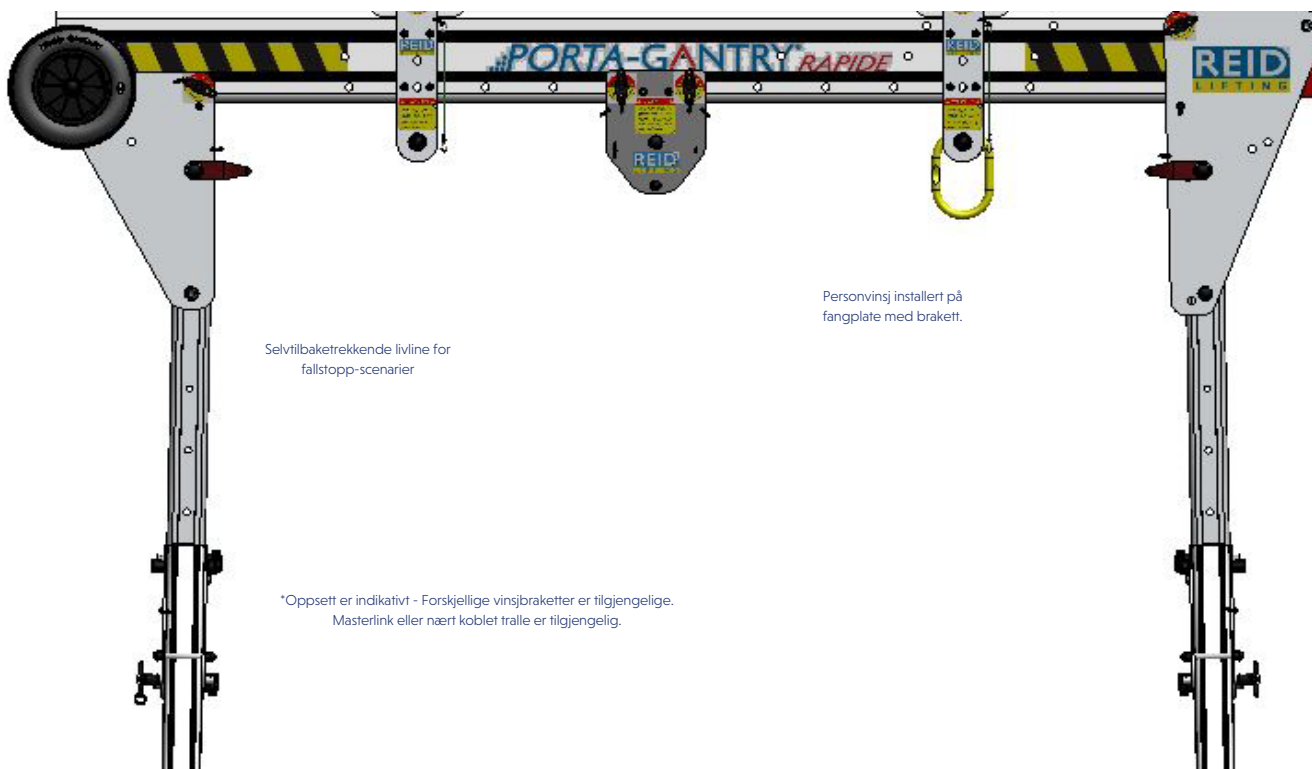 REID
PORTA-GANTRY RAPIDE
REID
REID
LIFTING
REID
Personvinsj installert på
fangplate med brakett.
Selvtilbaketrekkende livline for
fallstopp-scenarier
*Oppsett er indikativt - Forskjellige vinsjbraketter er tilgjengelige.
Masterlink eller nært koblet tralle er tilgjengelig.